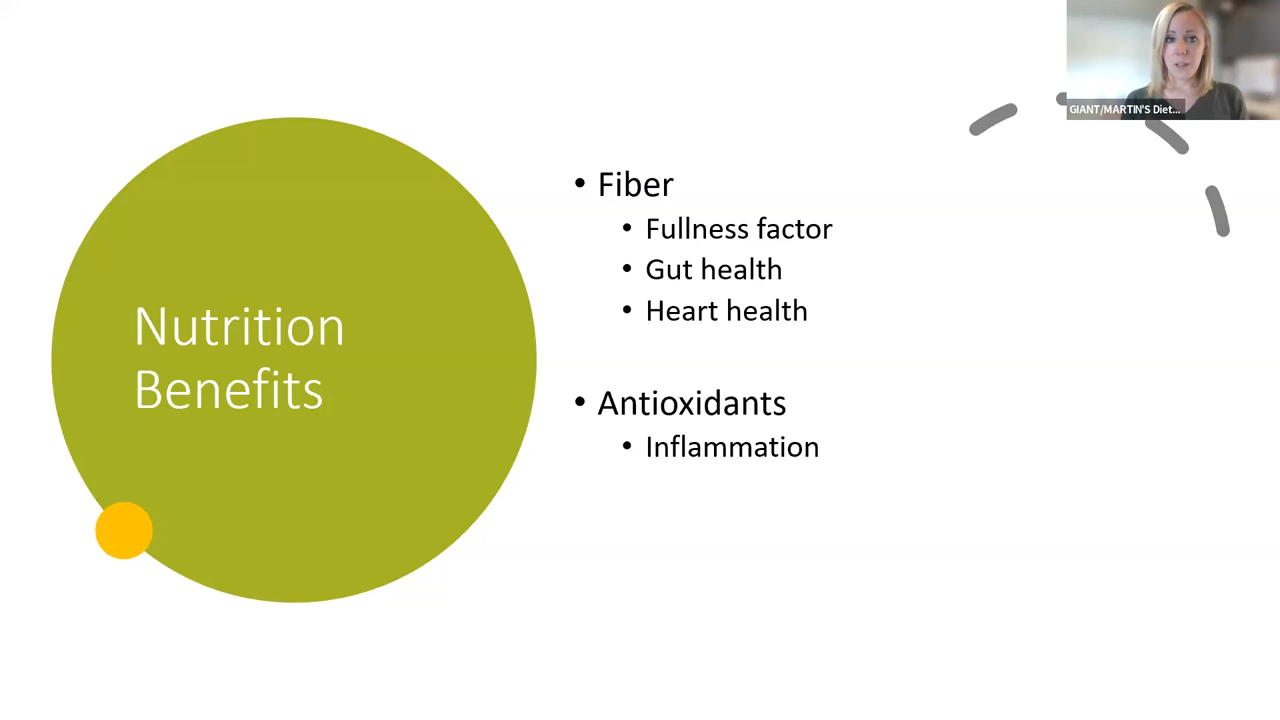 GIANT/MARTIN'S Diet...
Nutrition
Benefits
• Fiber
• Fullness factor
• Gut health
• Heart health
• Antioxidants
• Inflammation